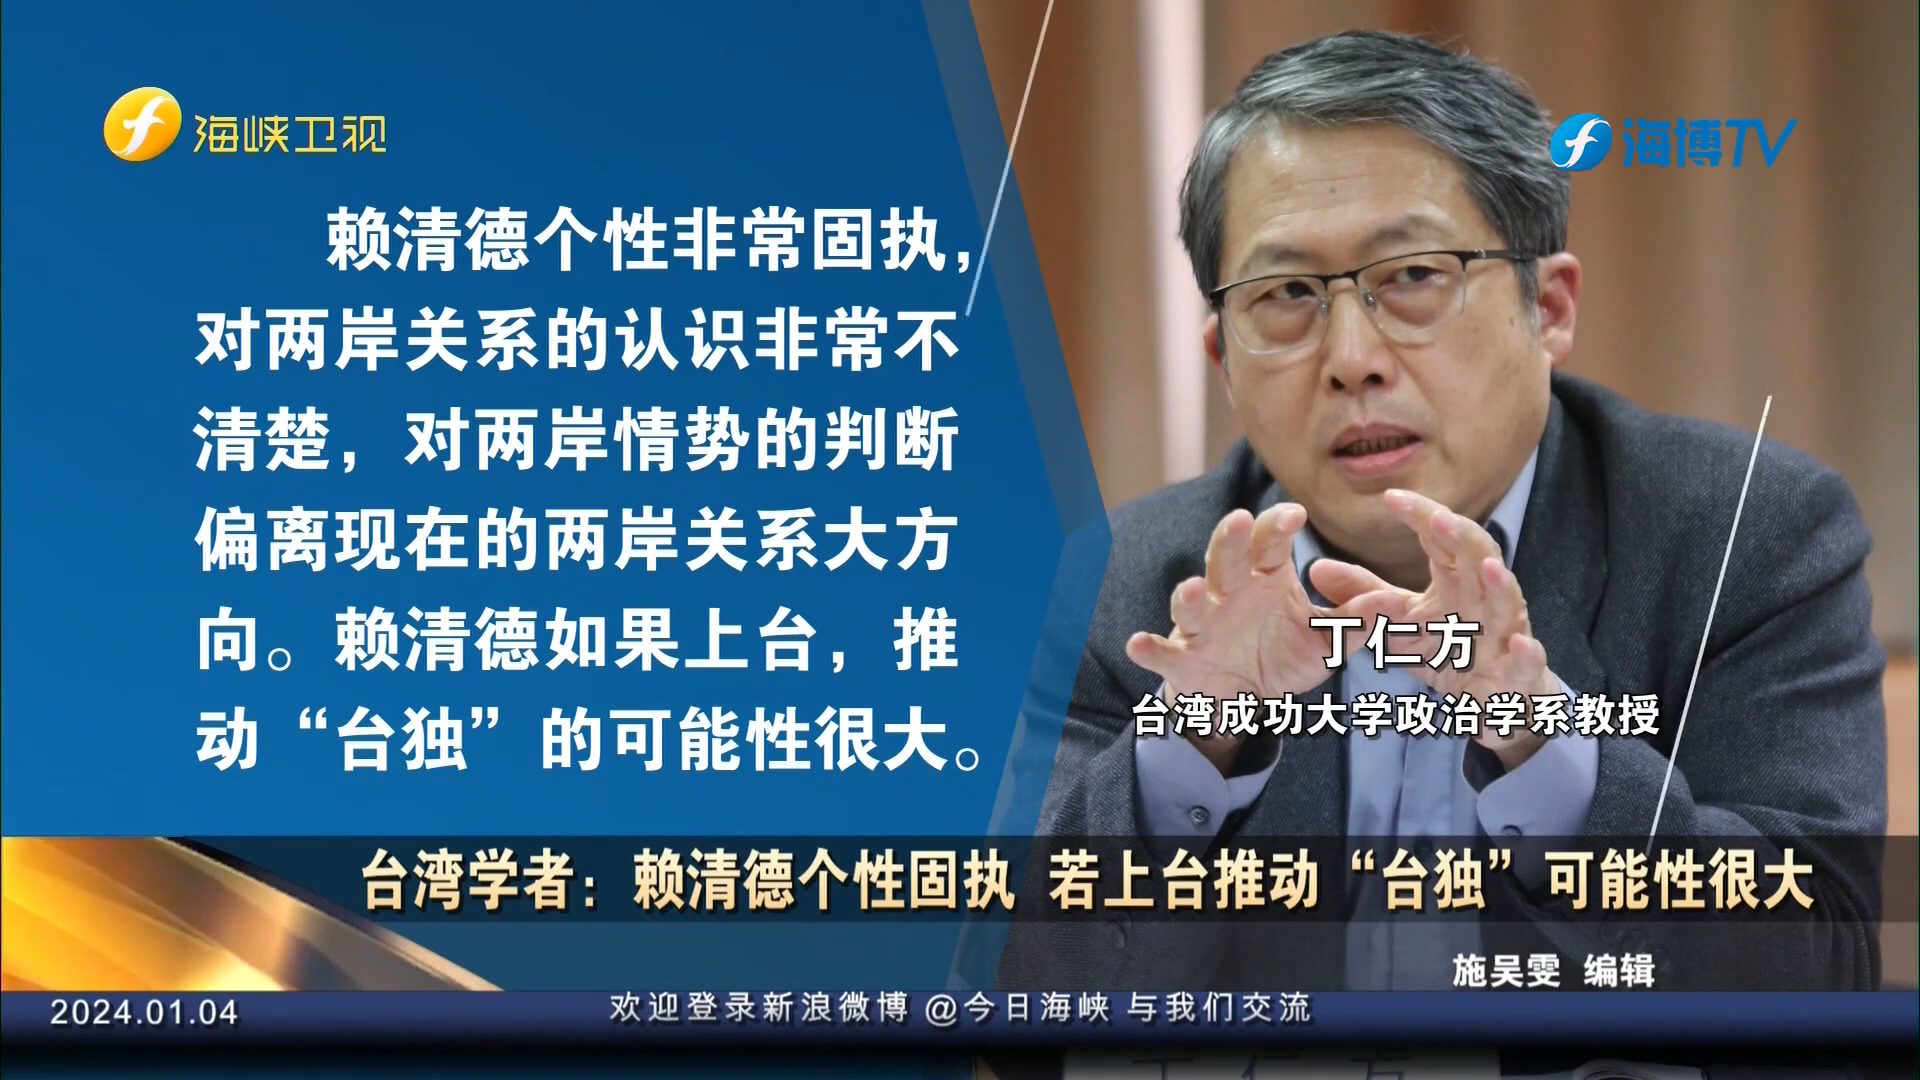 海峡卫视
海博TV
赖清德个性非常固执，
对两岸关系的认识非常不
清楚，对两岸情势的判断
偏离现在的两岸关系大方
向。赖清德如果上台，推
动“台独”的可能性很大。
丁仁方
台湾成功大学政治学系教授
台湾学者：赖清德个性固执 若上台推动“台独”可能性很大
施吴雯 编辑
2024.01.04
欢迎登录新浪微博 @今日海峡 与我们交流
丁仁方